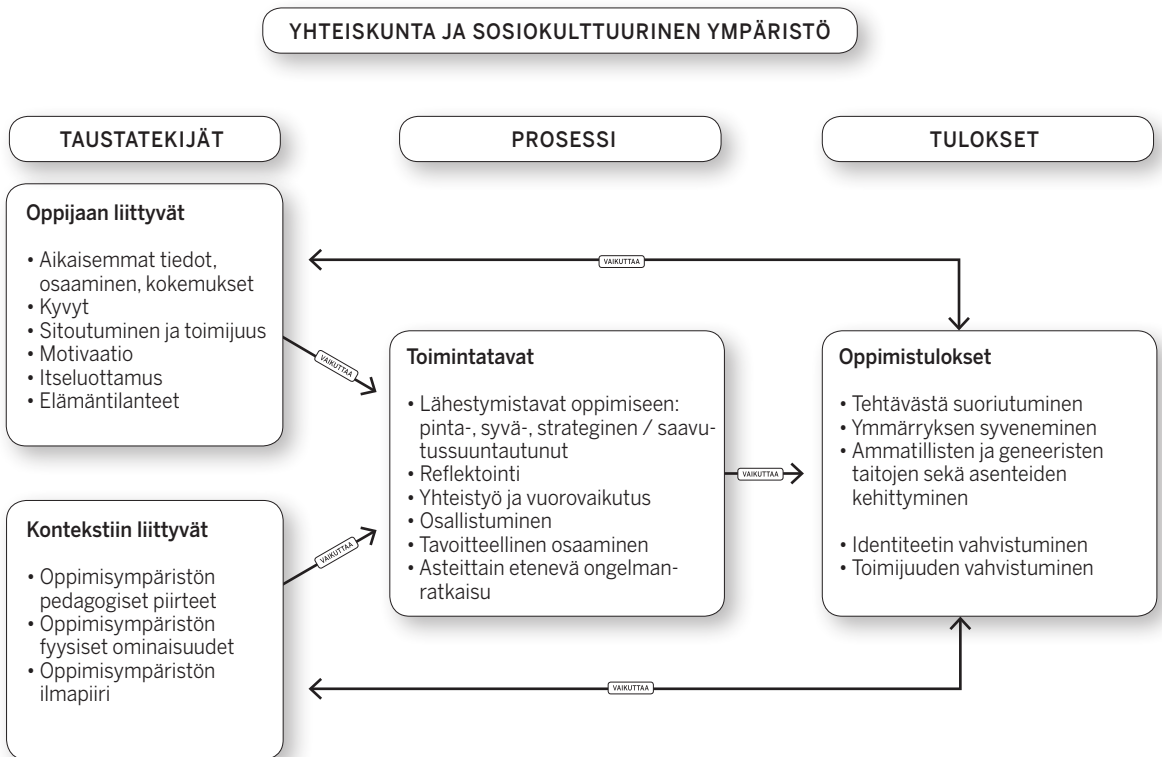 YHTEISKUNTA JA SOSIOKULTTUURINEN YMPÄRISTÖ
TAUSTATEKIJÄT
PROSESSI
TULOKSET
Oppijaan liittyvät
• Aikaisemmat tiedot,
osaaminen, kokemukset
• Kyvyt
• Sitoutuminen ja toimijuus
• Motivaatio
• Itseluottamus
• Elämäntilanteet
Kontekstiin liittyvät
• Oppimisympäristön
pedagogiset piirteet
• Oppimisympäristön
fyysiset ominaisuudet
• Oppimisympäristön
ilmapiiri
VAIKUTTAA
VAIKUTTAA
VAIKUTTAA
Toimintatavat
• Lähestymistavat oppimiseen:
pinta-, syvä-, strateginen / saavu-
tussuuntautunut
• Reflektointi
• Yhteistyö ja vuorovaikutus
• Osallistuminen
• Tavoitteellinen osaaminen
• Asteittain etenevä ongelman-
ratkaisu
VAIKUTTAA
Oppimistulokset
• Tehtävästä suoriutuminen
• Ymmärryksen syveneminen
• Ammatillisten ja geneeristen
taitojen sekä asenteiden
kehittyminen
• Identiteetin vahvistuminen
• Toimijuuden vahvistuminen
VAIKUTTAA